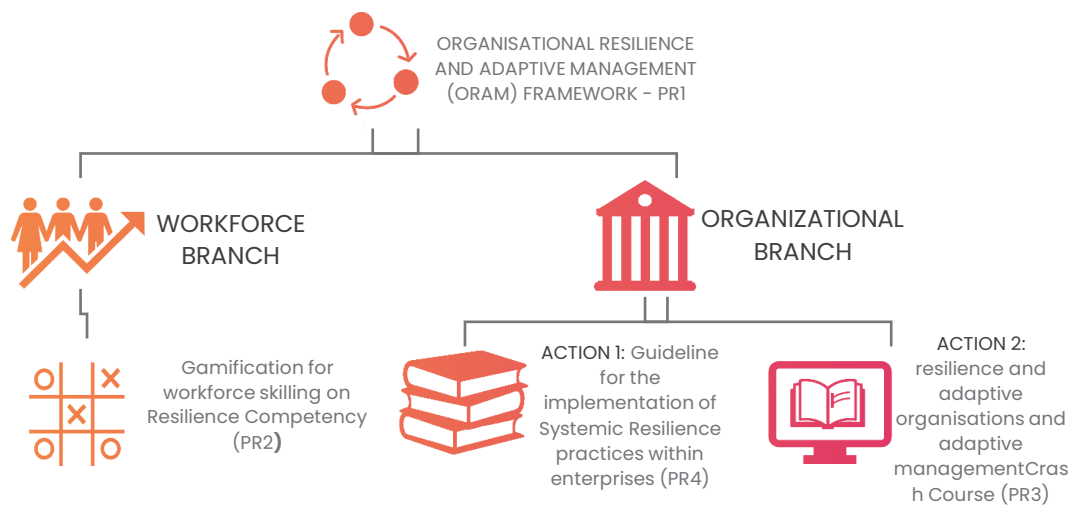 ORGANISATIONAL RESILIENCE
AND ADAPTIVE MANAGEMENT
(ORAM) FRAMEWORK - PR1
WORKFORCE
BRANCH
ORGANIZATIONAL
BRANCH
Gamification for
workforce skilling on
Resilience Competency
(PR2)
ACTION 1: Guideline
for the
implementation of
Systemic Resilience
practices within
enterprises (PR4)
ACTION 2:
resilience and
adaptive
organisations and
adaptive
managementCras
h Course (PR3)